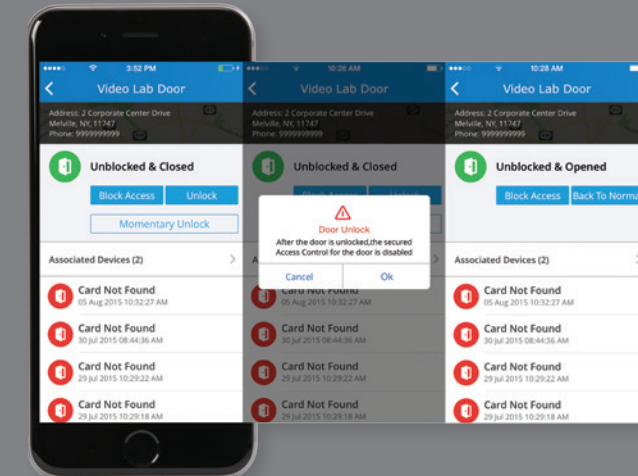 3:52 PM
Video Lab Door
Address: 2 Corporate Center Drive
Melville, NY, 11747
Phone: 9999999999
Unblocked & Closed
Block Access
Unlock
Momentary Unlock
Associated Devices (2)
Card Not Found
05 Aug 2015 10:32:27 AM
Card Not Found
30 Jul 2015 08:44:36 AM
Card Not Found
29 Jul 2015 10:29:22 AM
Card Not Found
29 Jul 2015 10:29:18 AM
10:28 AM
Video Lab Door
Address: 2 Corporate Center Drive
Melville, NY, 11747
Phone: 9999999999
Unblocked & Closed
Block Access
Unlock
Door Unlock
After the door is unlocked,the secured
Access Control for the door is disabled
Cancel
Ok
A
Card Not Found
05 Aug 2015 10:32:27 AM
Card Not Found
30 Jul 2015 08:44:36 AM
Card Not Found
29 Jul 2015 10:29:22 AM
Card Not Found
29 Jul 2015 10:29:18 AM
10:28 AM
Video Lab Door
Address: 2 Corporate Center Drive
Melville, NY, 11747
Phone: 9999999999
Unblocked & Opened
Block Access
Back To Norma
Associated Devices (2)
Card Not Found
05 Aug 2015 10:32:27 AM
Card Not Found
30 Jul 2015 08:44:36 AM
Card Not Found
29 Jul 2015 10:29:22 AM
Card Not Found
29 Jul 2015 10:29:18 AM